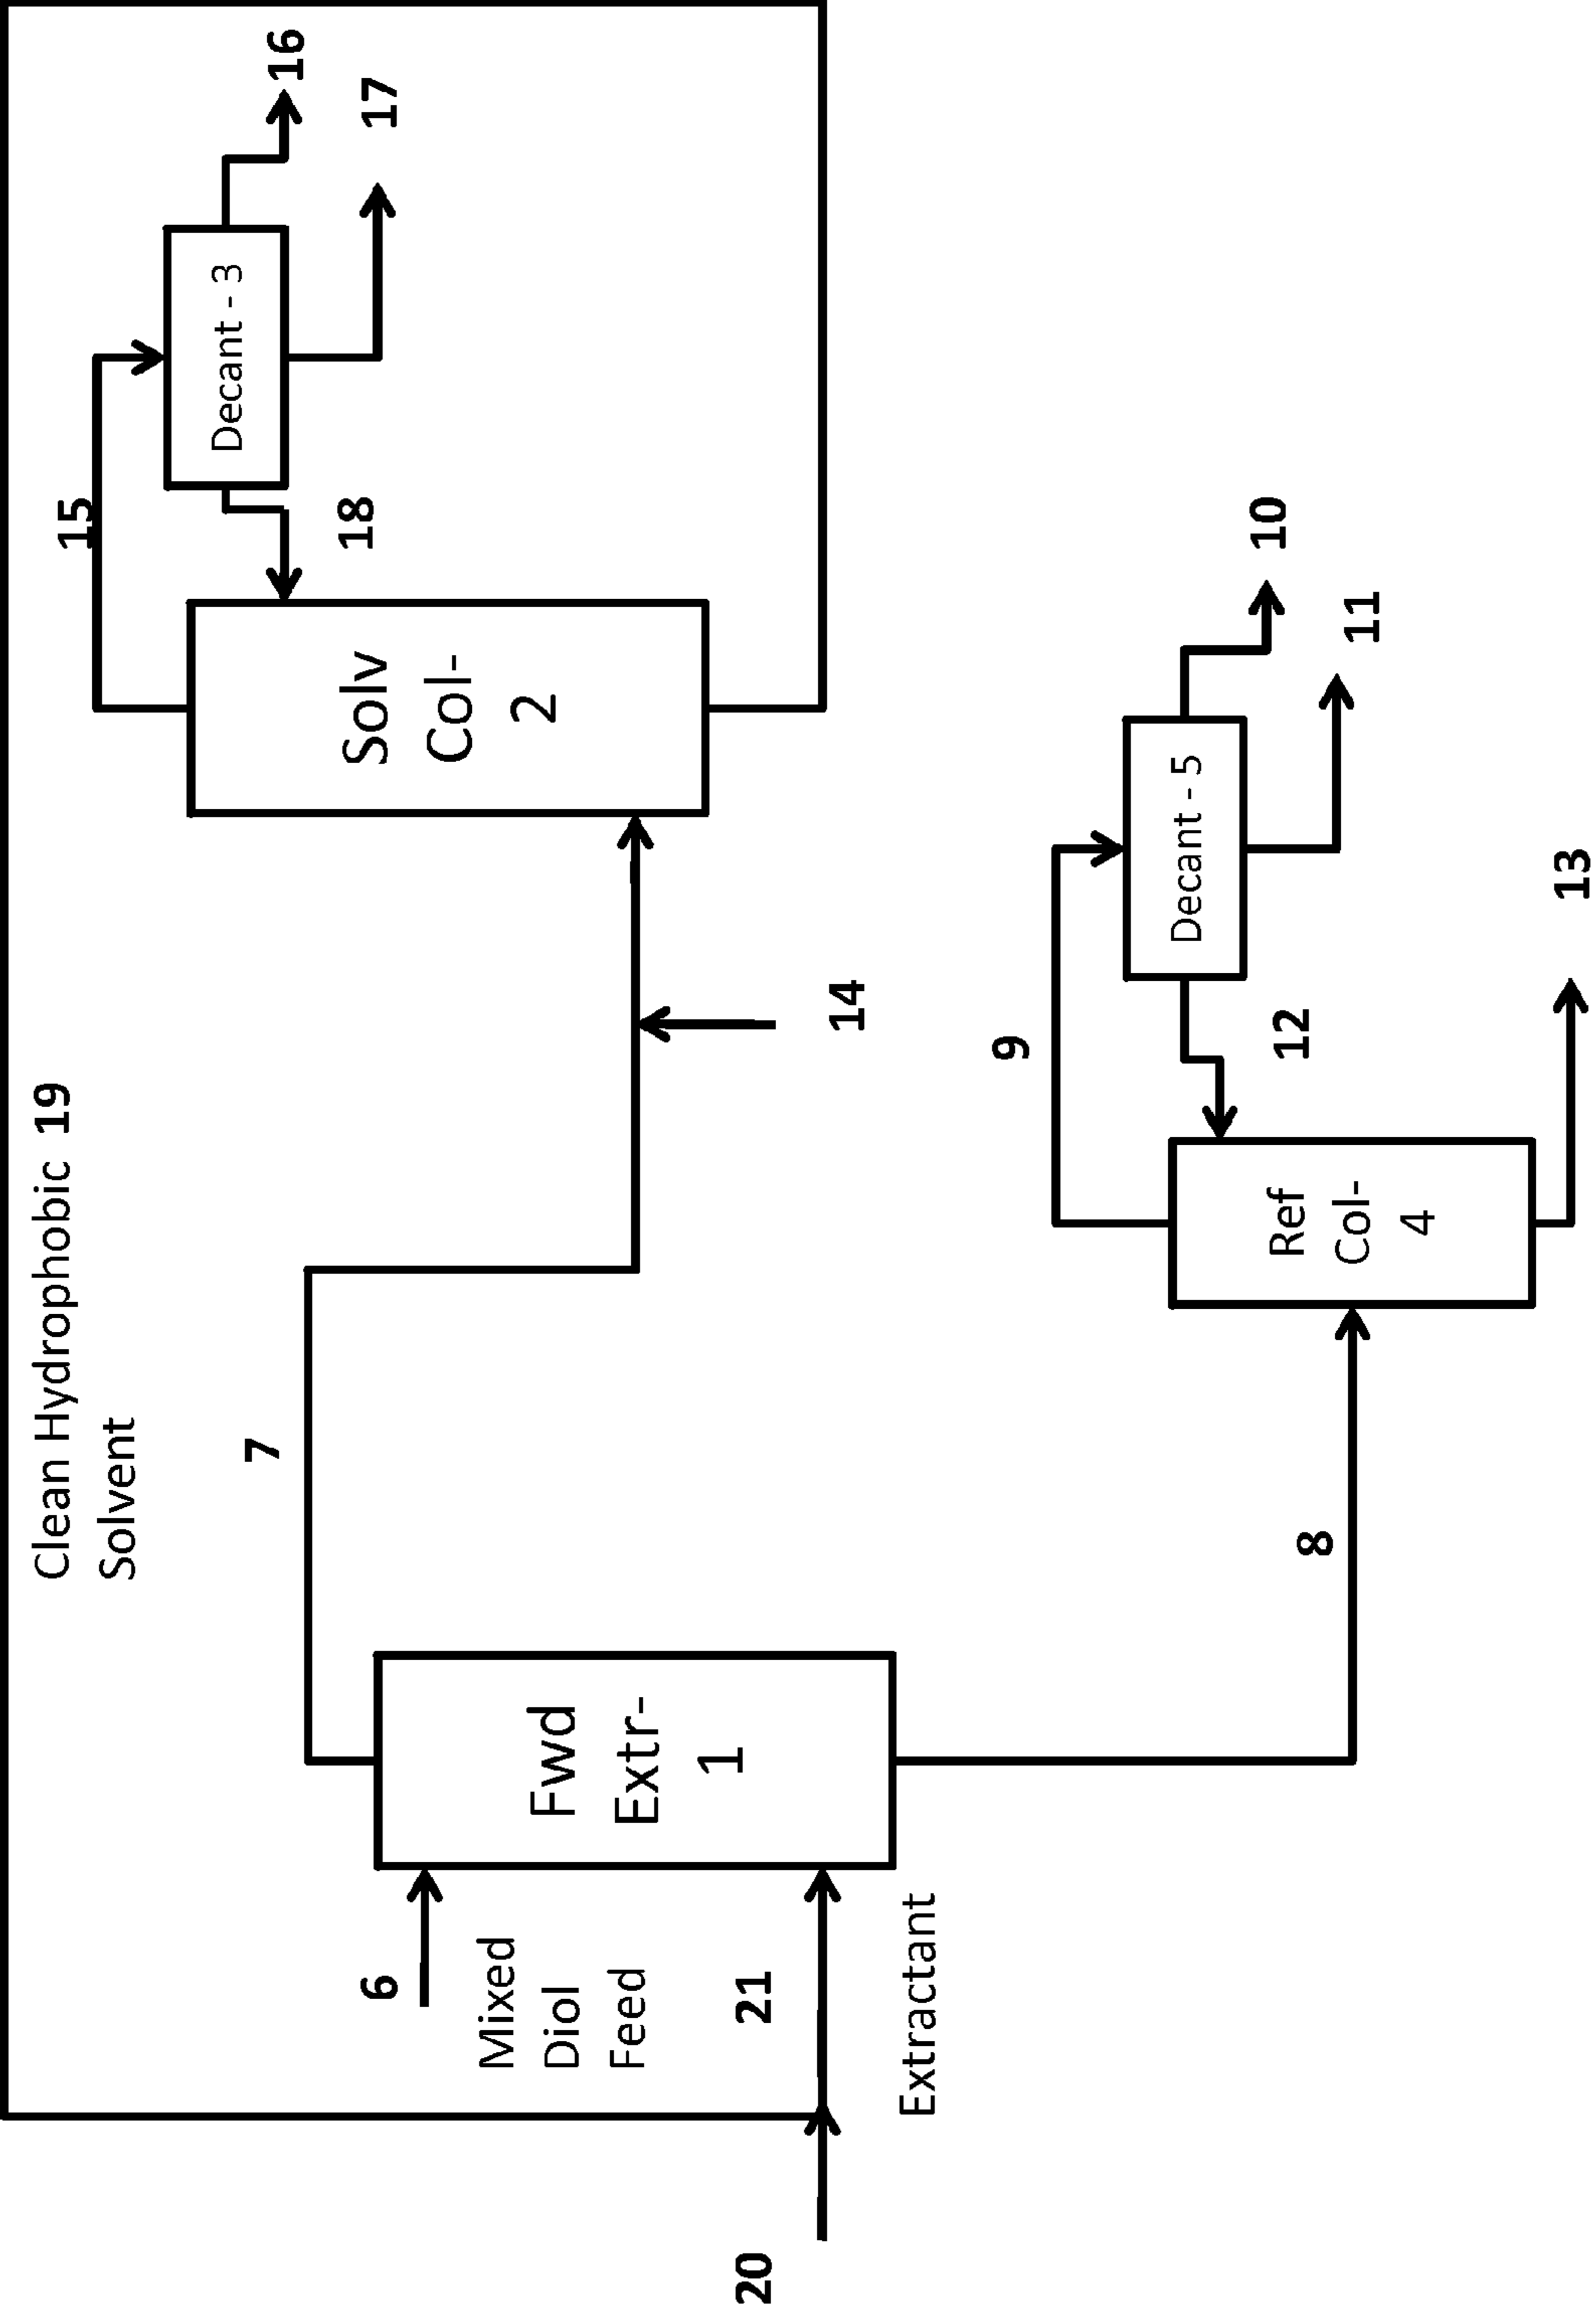 Clean Hydrophobic 19
Solvent
15
16
17
Decant - 3
18
Solv
Col-
2
7
14
6
Mixed
Diol
Feed
Fwd
Extr-
1
20
21
Extractant
8
9
Decant - 5
10
11
12
Ref
Col-
4
13